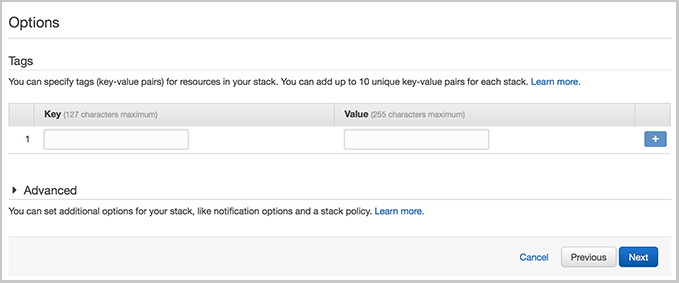 Options
Tags
You can specify tags (key-value pairs) for resources in your stack. You can add up to 10 unique key-value pairs for each stack. Learn more.
Key (127 characters maximum) Value (255 characters maximum)
1 +
Advanced
You can set additional options for your stack, like notification options and a stack policy. Learn more.
Cancel Previous Next